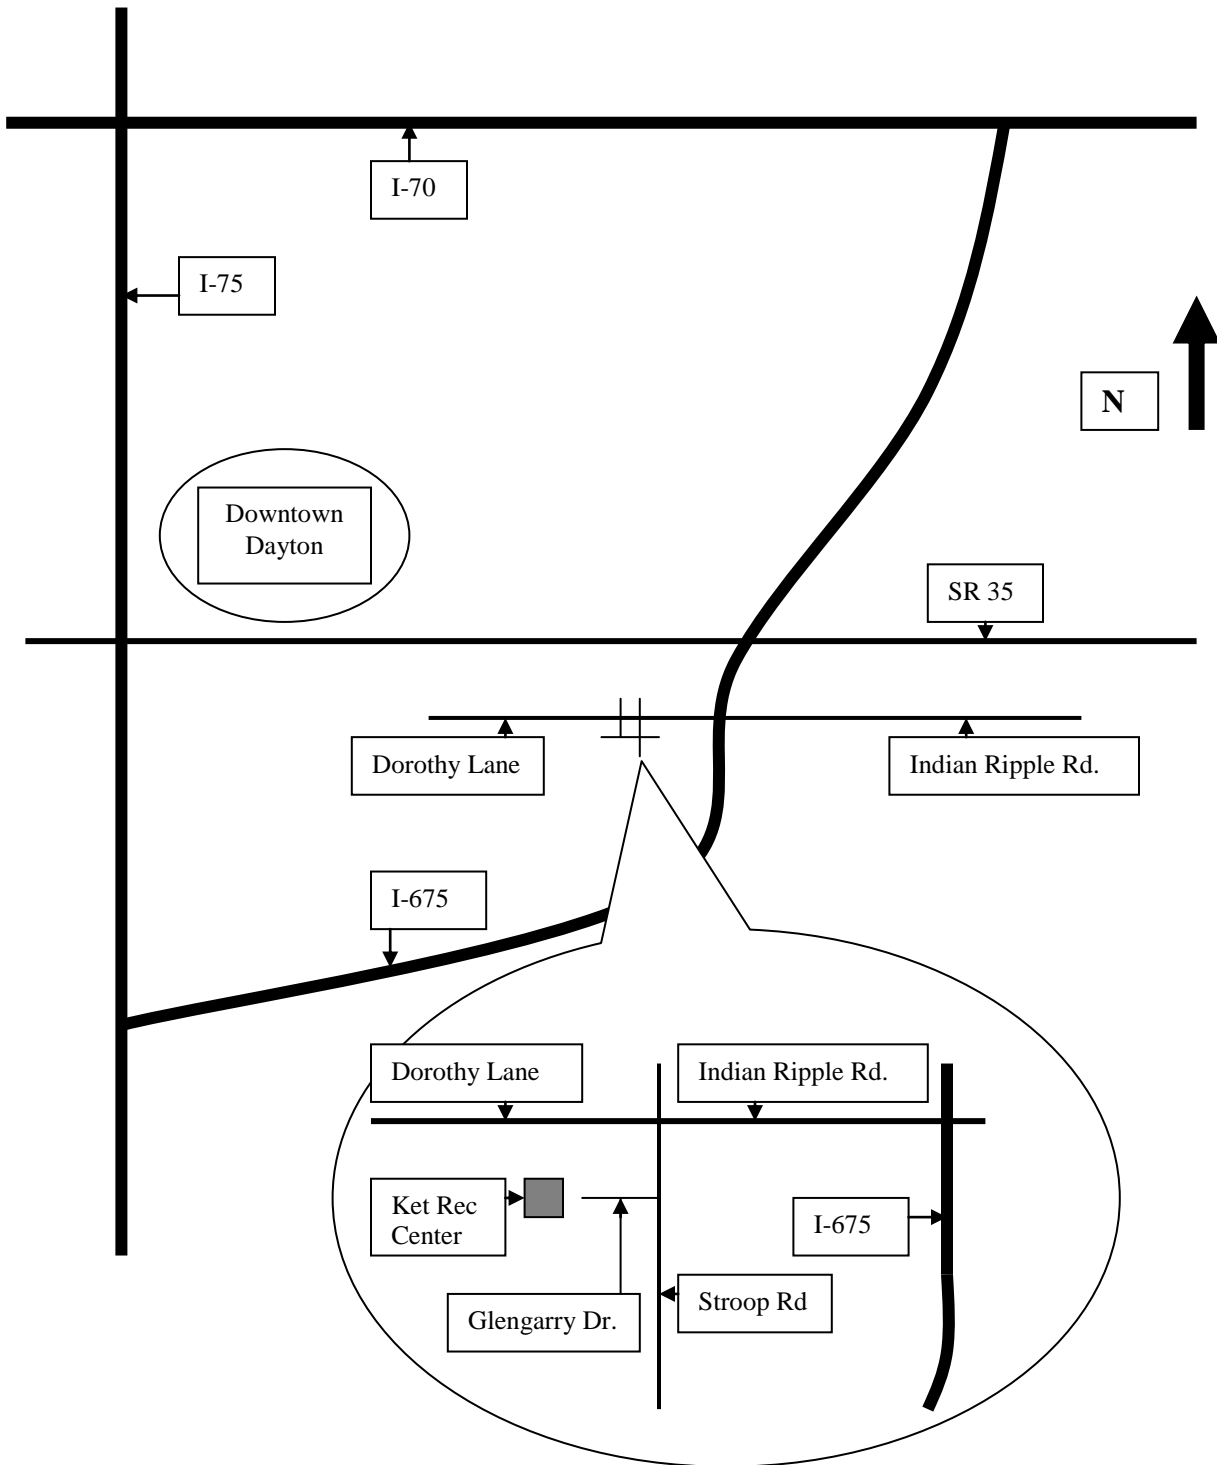 I-70
I-75
N
Downtown
Dayton
SR 35
Dorothy Lane
Indian Ripple Rd.
I-675
Dorothy Lane
Indian Ripple Rd.
Ket Rec
Center
I-675
Stroop Rd
Glengarry Dr.